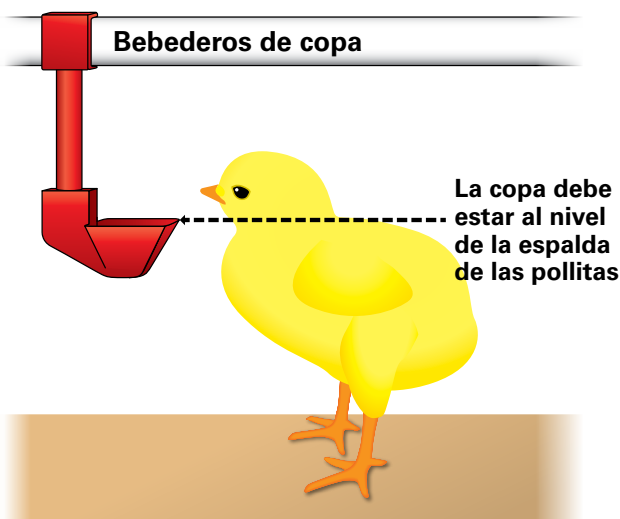 Bebederos de copa
La copa debe
estar al nivel
de la espalda
de las pollitas